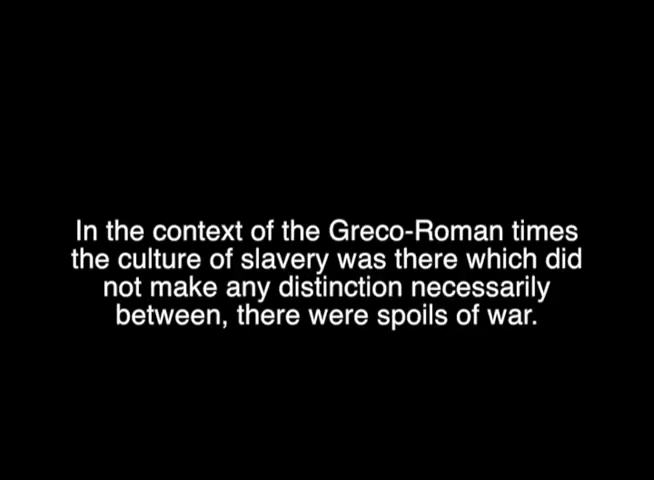 In the context of the Greco-Roman times
the culture of slavery was there which did
not make any distinction necessarily
between, there were spoils of war.